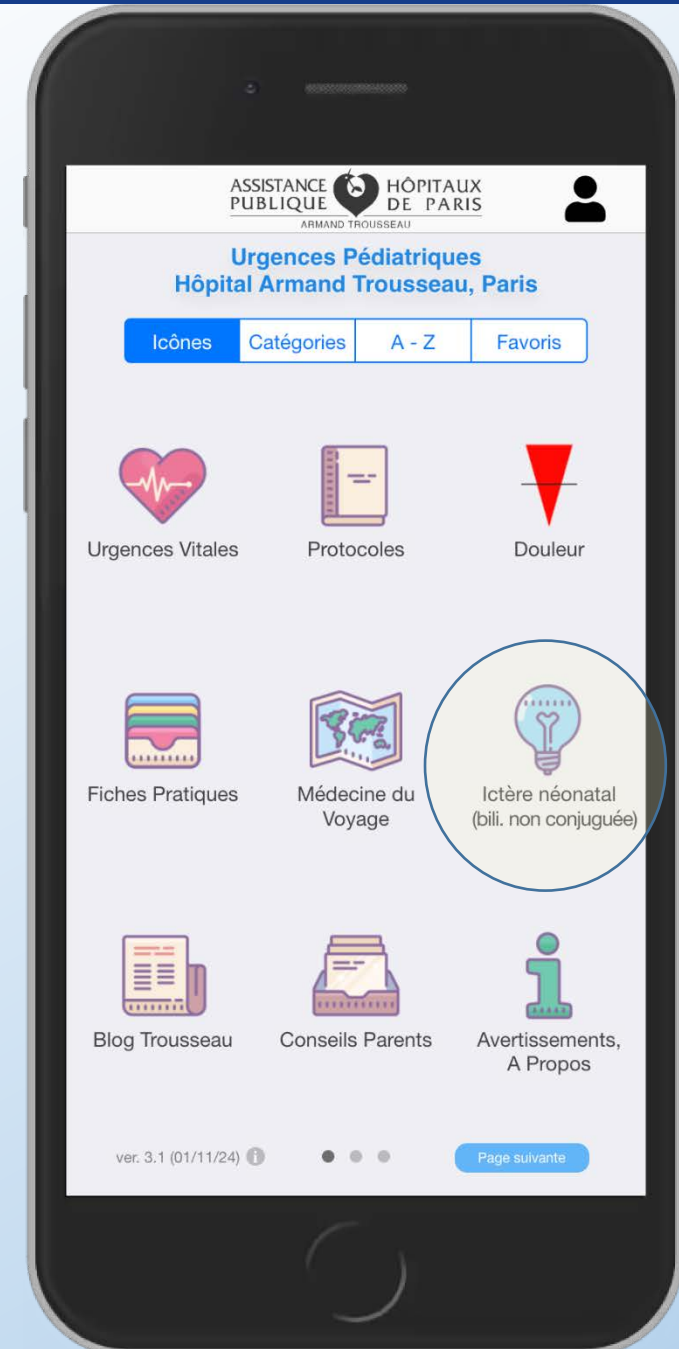 ASSISTANCE HÔPITAUX
PUBLIQUE DE PARIS
ARMAND TROUSSEAU
Urgences Pédiatriques
Hôpital Armand Trousseau, Paris
Icônes Catégories A - Z Favoris
Urgences Vitales Protocoles Douleur
Fiches Pratiques Médecine du Ictère néonatal
Voyage (bili. non conjuguée)
Blog Trousseau Conseils Parents Avertissements,
A Propos
ver. 3.1 (01/11/24) i Page suivante